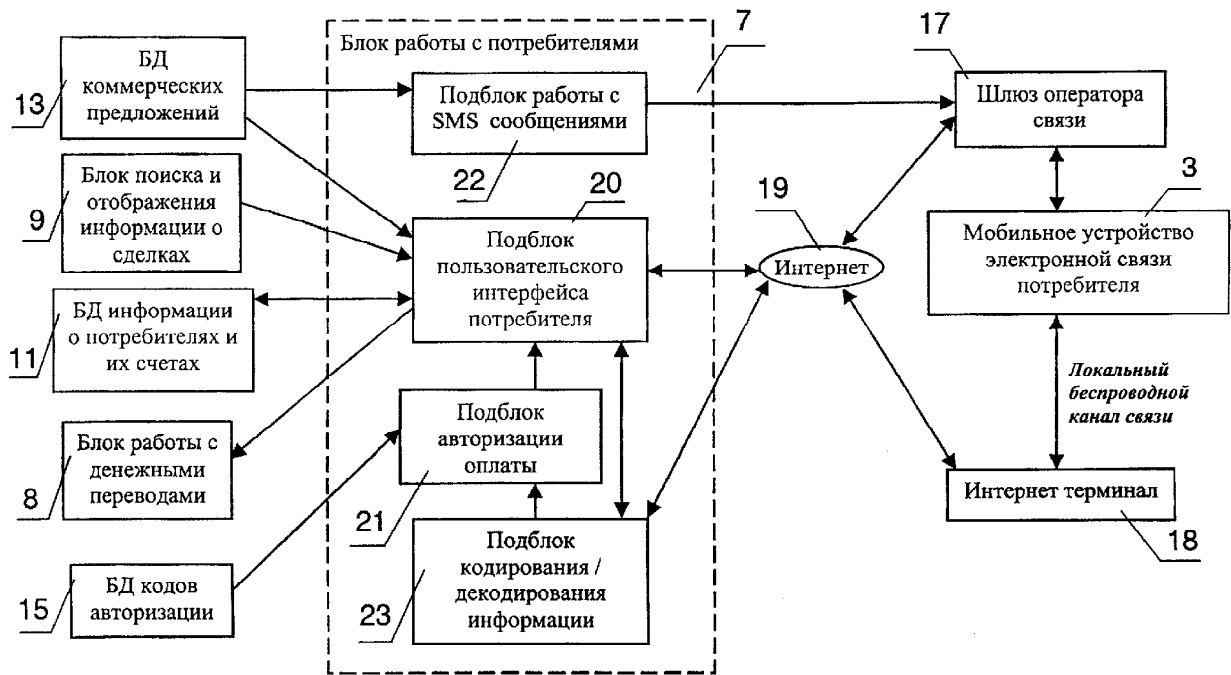 Блок работы с потребителями
7
17
БД
коммерческих
предложений
13
Подблок работы с
SMS сообщениями
22
Шлюз оператора
связи
Блок поиска и
отображения
информации о
сделках
9
20
19
3
Подблок
пользовательского
интерфейса
потребителя
Интернет
Мобильное устройство
электронной связи
потребителя
БД информации
о потребителях и
их счетах
11
Локальный
беспроводной
канал связи
Блок работы с
денежными
переводами
8
Подблок
авторизации
оплаты
21
Интернет терминал
18
БД кодов
авторизации
15
Подблок
кодирования /
декодирования
информации
23